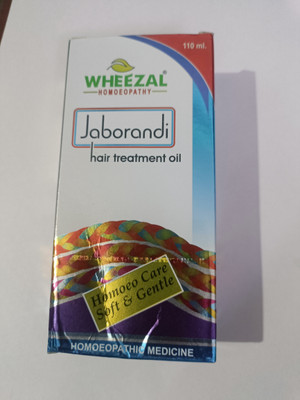 110 ml.
WHEEZAL®
HOMOEOPATHY
Jaborandi
hair treatment oil
Homoeo Care
Soft & Gentle
HOMOEOPATHIC MEDICINE